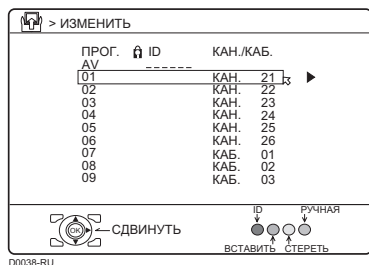 > ИЗМЕНИТЬ
ПРОГ. ID КАН./КАБ.
AV _ _ _ _ _ _
01 КАН. 21
02 КАН. 22
03 КАН. 23
04 КАН. 24
05 КАН. 25
06 КАН. 26
07 КАБ. 01
08 КАБ. 02
09 КАБ. 03
OK СДВИНУТЬ
ID РУЧНАЯ
ВСТАВИТЬ СТЕРЕТЬ
D0038-RU